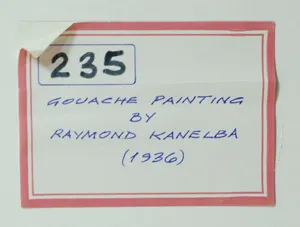 235
GOUACHE PAINTING
BY
RAYMOND KANELBA
(1936)